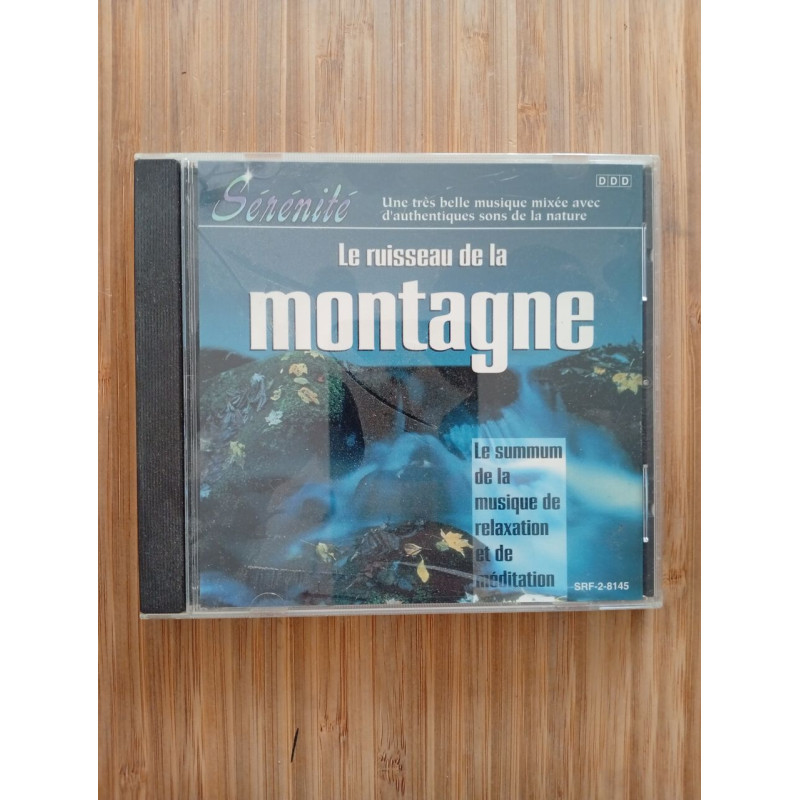 Sérénité
Une très belle musique mixée avec
d'authentiques sons de la nature
DDD
Le ruisseau de la
montagne
Le summum
de la
musique de
relaxation
et de
méditation
SRF-2-8145